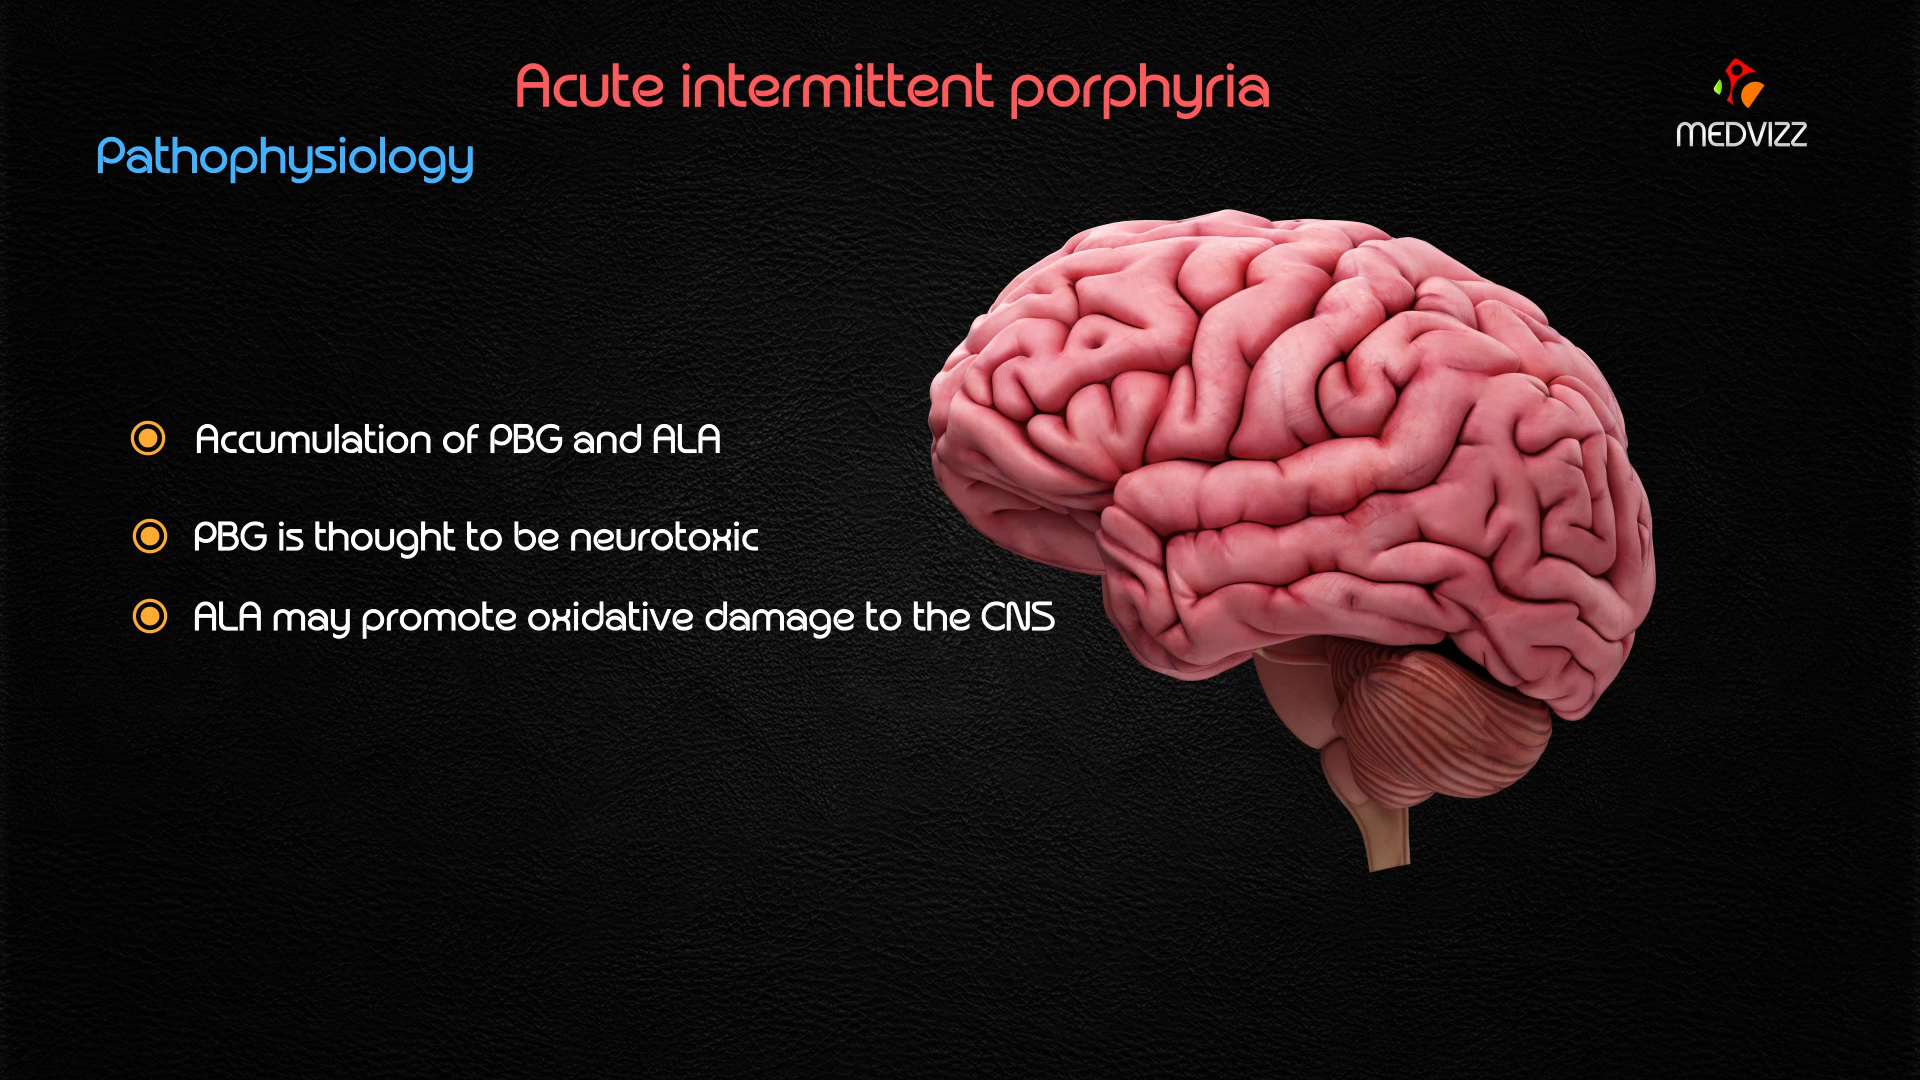 Acute intermittent porphyria
MEDVIZZ
Pathophysiology
Accumulation of PBG and ALA
PBG is thought to be neurotoxic
ALA may promote oxidative damage to the CNS